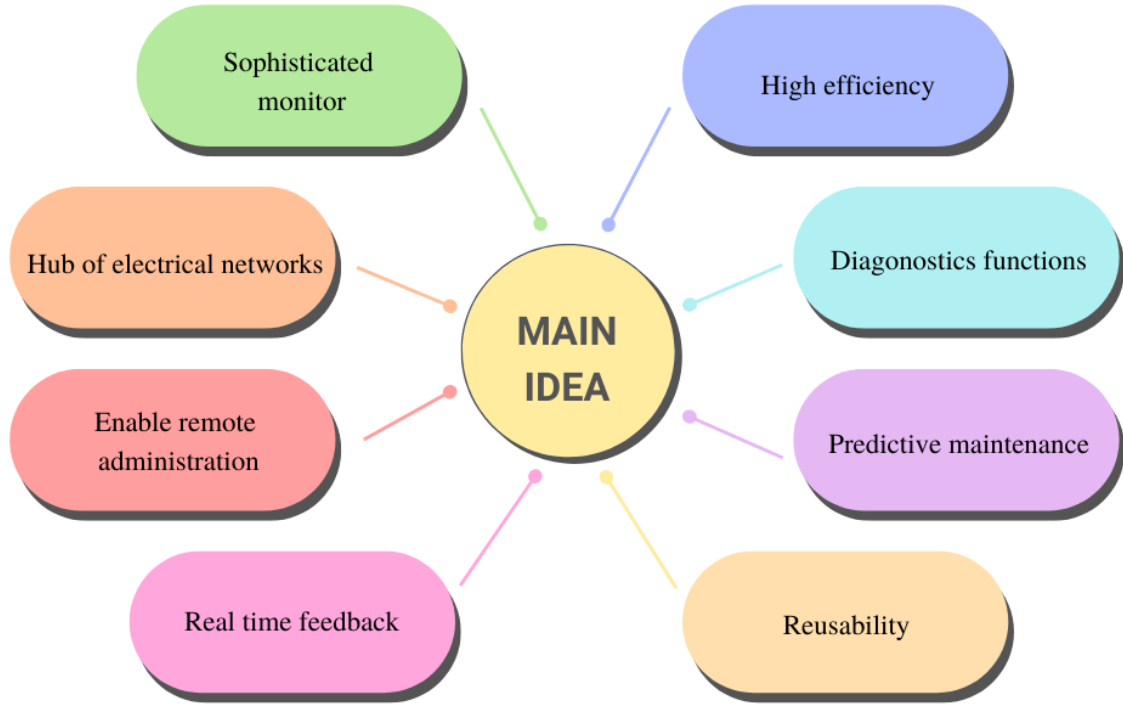 Sophisticated
monitor
High efficiency
Hub of electrical networks
Diagonostics functions
MAIN
IDEA
Enable remote
administration
Predictive maintenance
Real time feedback
Reusability